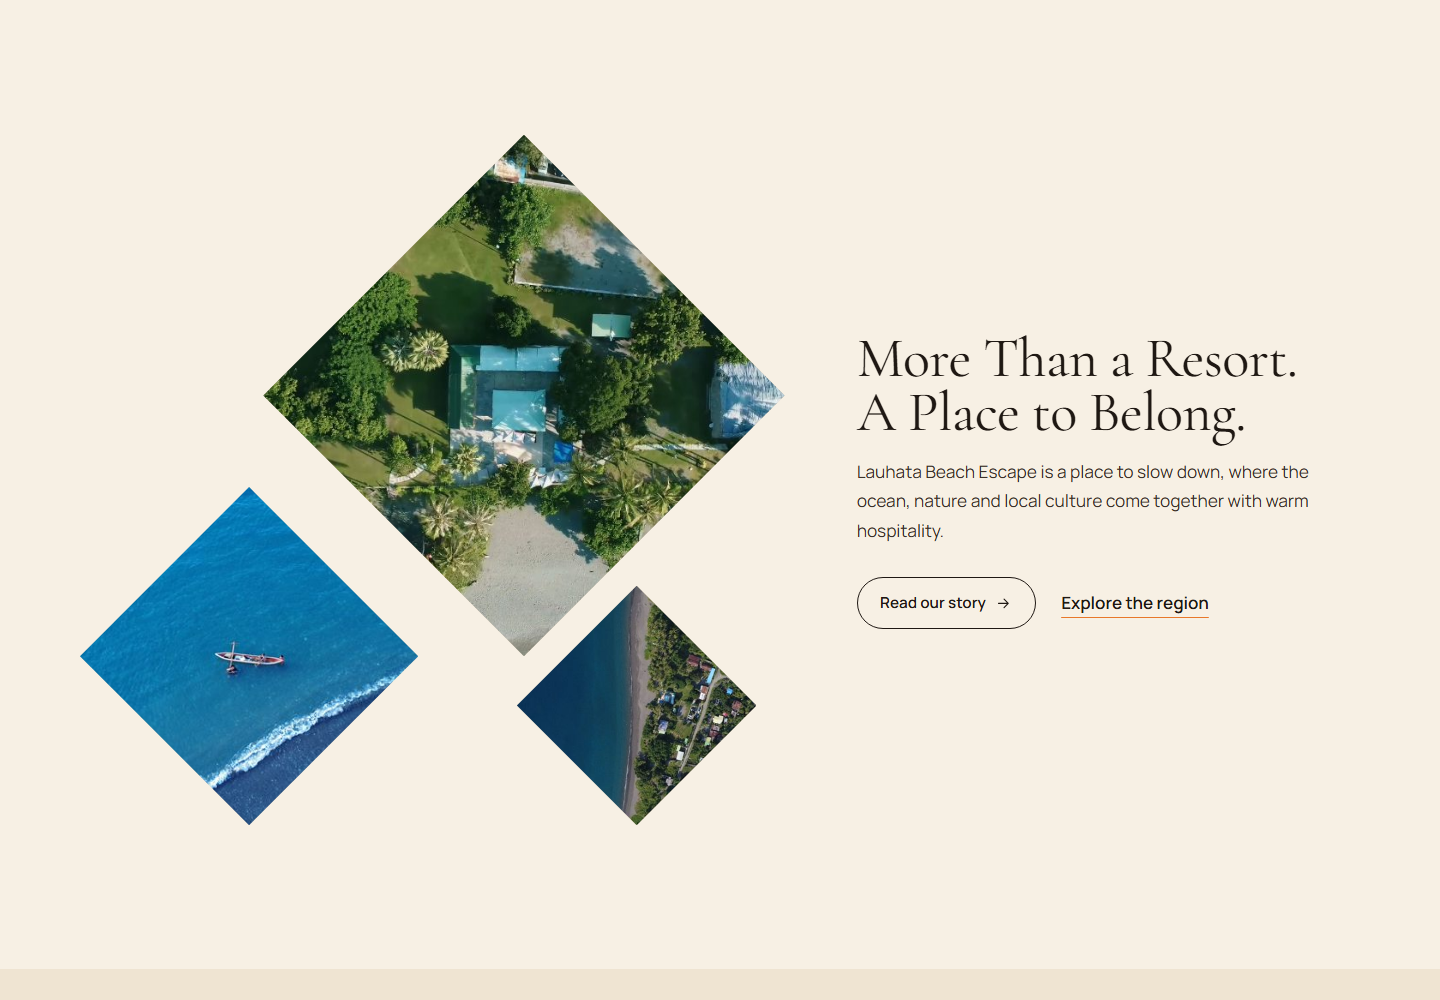 More Than a Resort.
A Place to Belong.
Lauhata Beach Escape is a place to slow down, where the
ocean, nature and local culture come together with warm
hospitality.
Read our story →
Explore the region